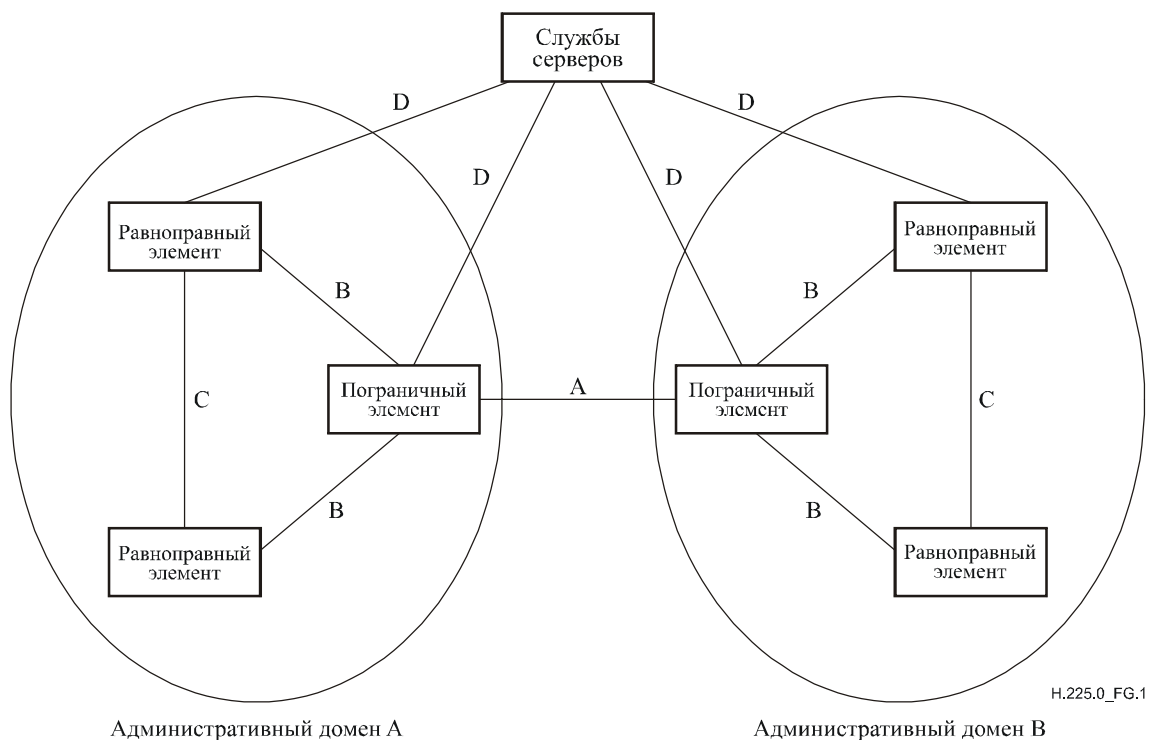 Службы
серверов
D
D
D
D
Равноправный
элемент
Равноправный
элемент
B
B
Пограничный
элемент
A
Пограничный
элемент
C
C
B
B
Равноправный
элемент
Равноправный
элемент
H.225.0_FG.1
Административный домен A
Административный домен B